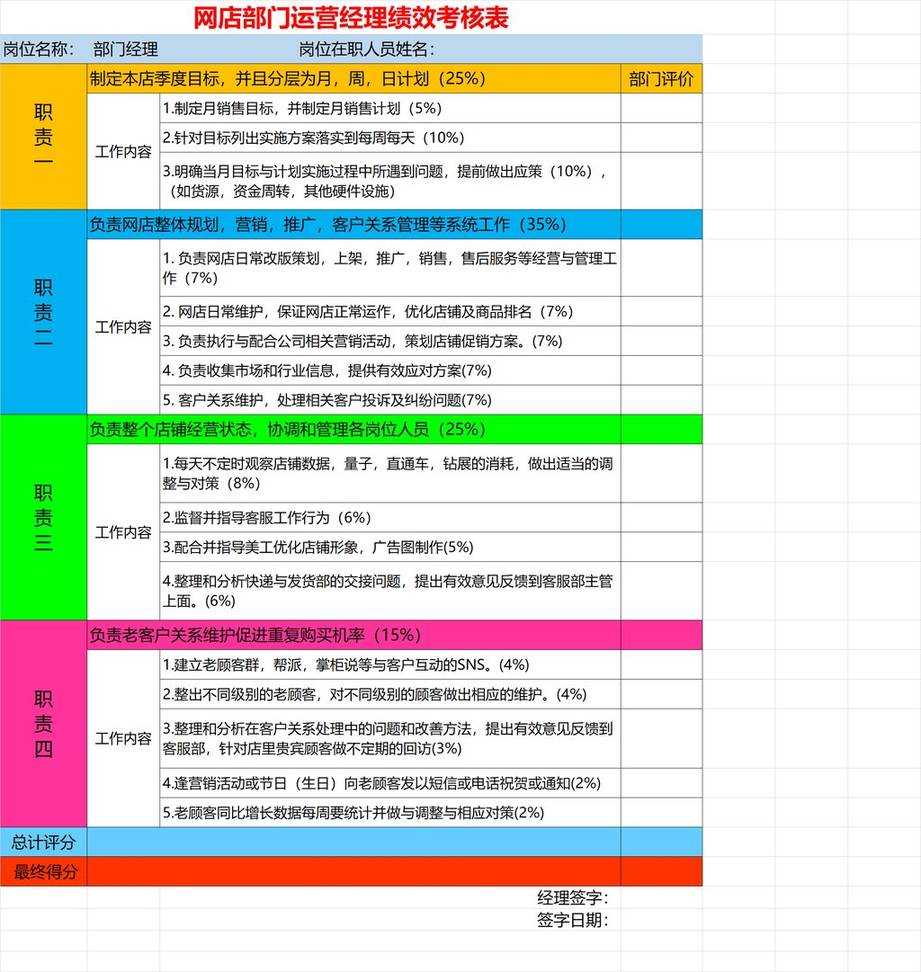 网店部门运营经理绩效考核表
岗位名称： 部门经理 岗位在职人员姓名：
职责一
制定本店季度目标，并且分层为月，周，日计划（25%） 部门评价
工作内容
1.制定月销售目标，并制定月销售计划（5%）
2.针对目标列出实施方案落实到每周每天（10%）
3.明确当月目标与计划实施过程中所遇到问题，提前做出应策（10%），
（如货源，资金周转，其他硬件设施）
职责二
负责网店整体规划，营销，推广，客户关系管理等系统工作（35%）
工作内容
1. 负责网店日常改版策划，上架，推广，销售，售后服务等经营与管理工
作（7%）
2. 网店日常维护，保证网店正常运作，优化店铺及商品排名（7%）
3. 负责执行与配合公司相关营销活动，策划店铺促销方案。(7%)
4. 负责收集市场和行业信息，提供有效应对方案(7%)
5. 客户关系维护，处理相关客户投诉及纠纷问题(7%)
职责三
负责整个店铺经营状态，协调和管理各岗位人员（25%）
工作内容
1.每天不定时观察店铺数据，量子，直通车，钻展的消耗，做出适当的调
整与对策（8%）
2.监督并指导客服工作行为（6%）
3.配合并指导美工优化店铺形象，广告图制作(5%)
4.整理和分析快递与发货部的交接问题，提出有效意见反馈到客服部主管
上面。(6%)
职责四
负责老客户关系维护促进重复购买机率（15%）
工作内容
1.建立老顾客群，帮派，掌柜说等与客户互动的SNS。(4%)
2.整出不同级别的老顾客，对不同级别的顾客做出相应的维护。(4%)
3.整理和分析在客户关系处理中的问题和改善方法，提出有效意见反馈到
客服部，针对店里贵宾顾客做不定期的回访(3%)
4.逢营销活动或节日（生日）向老顾客发以短信或电话祝贺或通知(2%)
5.老顾客同比增长数据每周要统计并做与调整与相应对策(2%)
总计评分
最终得分
经理签字：
签字日期：